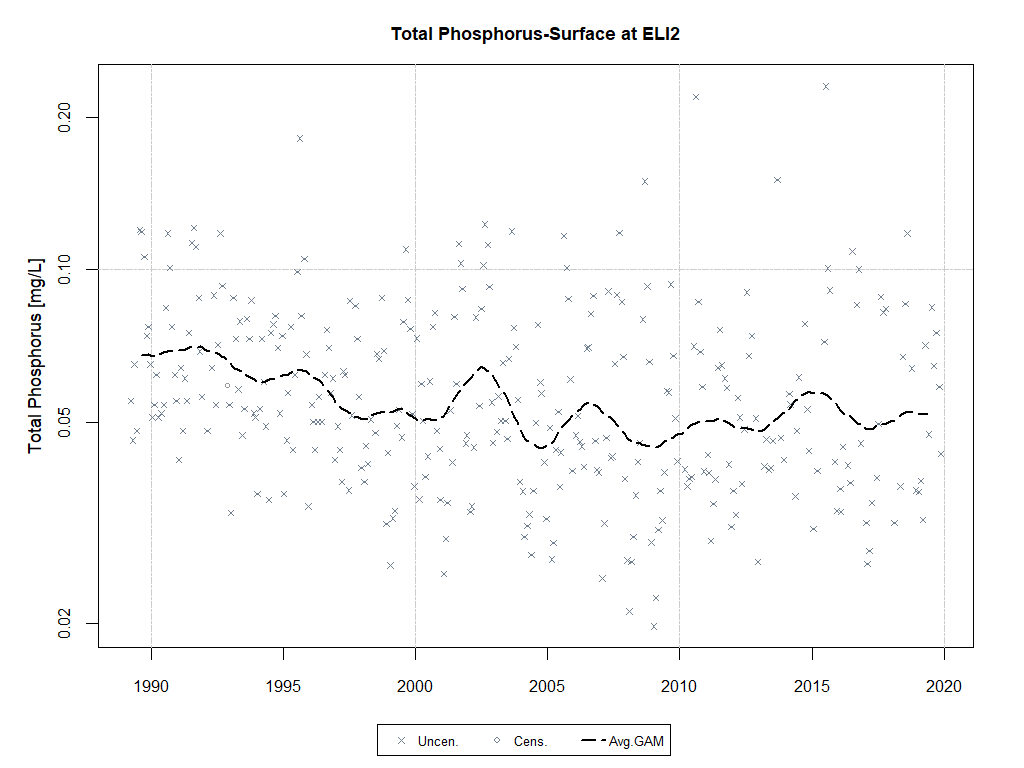 Total Phosphorus-Surface at ELI2
Total Phosphorus [mg/L]
0.20
0.10
0.05
0.02
1990 1995 2000 2005 2010 2015 2020
Uncen. Cens. Avg.GAM